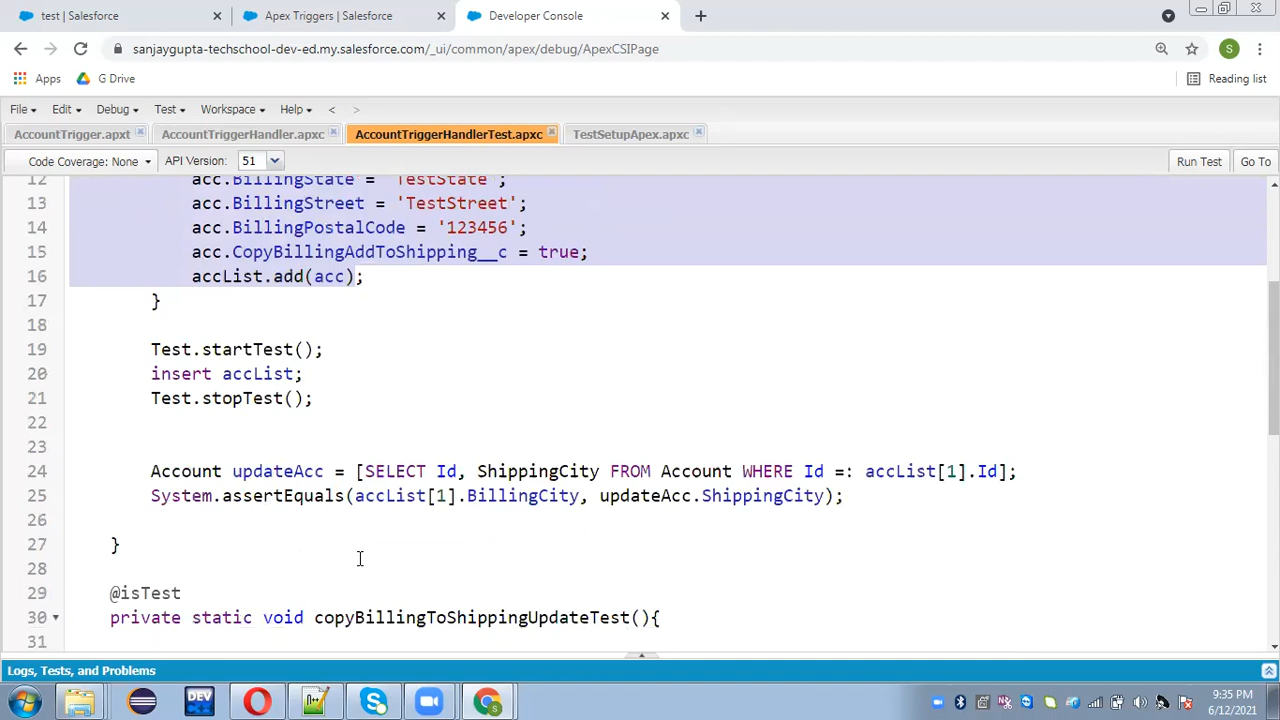 test | Salesforce
Apex Triggers | Salesforce
Developer Console
sanjaygupta-techschool-dev-ed.my.salesforce.com/_ui/common/apex/debug/ApexCSIPage
S
Apps
G Drive
Reading list
File Edit Debug Test Workspace Help < >
AccountTrigger.apxt AccountTriggerHandler.apxc AccountTriggerHandlerTest.apxc TestSetupApex.apxc
Code Coverage: None API Version: 51 Run Test Go To
12 acc.BillingState = 'TestState';
13 acc.BillingStreet = 'TestStreet';
14 acc.BillingPostalCode = '123456';
15 acc.CopyBillingAddToShipping__c = true;
16 accList.add(acc);
17 }
18
19 Test.startTest();
20 insert accList;
21 Test.stopTest();
22
23
24 Account updateAcc = [SELECT Id, ShippingCity FROM Account WHERE Id =: accList[1].Id];
25 System.assertEquals(accList[1].BillingCity, updateAcc.ShippingCity);
26
27 }
28
29 @isTest
30 private static void copyBillingToShippingUpdateTest(){
31
Logs, Tests, and Problems
DEV
9:35 PM
6/12/2021